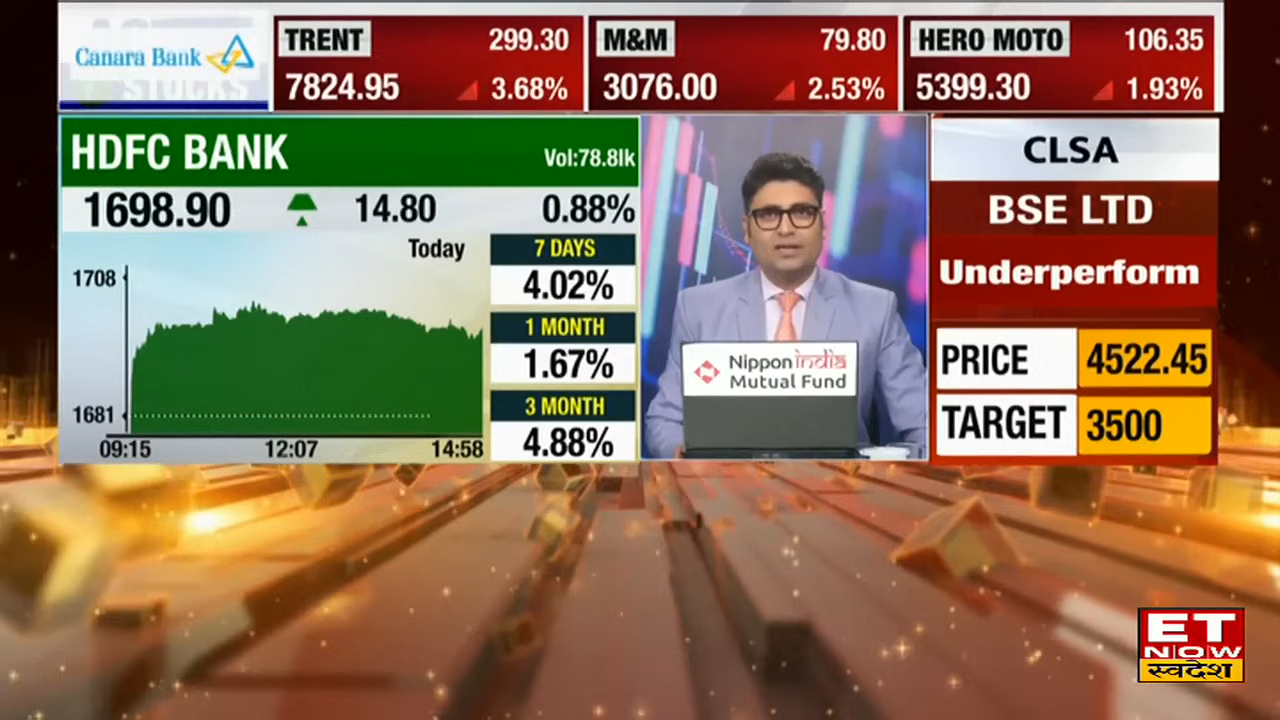 Canara Bank
STOCKS
TRENT 299.30
7824.95 3.68%
M&M 79.80
3076.00 2.53%
HERO MOTO 106.35
5399.30 1.93%
HDFC BANK Vol:78.8lk
1698.90 14.80 0.88%
Today
1708
1681
09:15 12:07 14:58
7 DAYS
4.02%
1 MONTH
1.67%
3 MONTH
4.88%
Nippon india
Mutual Fund
CLSA
BSE LTD
Underperform
PRICE 4522.45
TARGET 3500
ET
NOW
स्वदेश